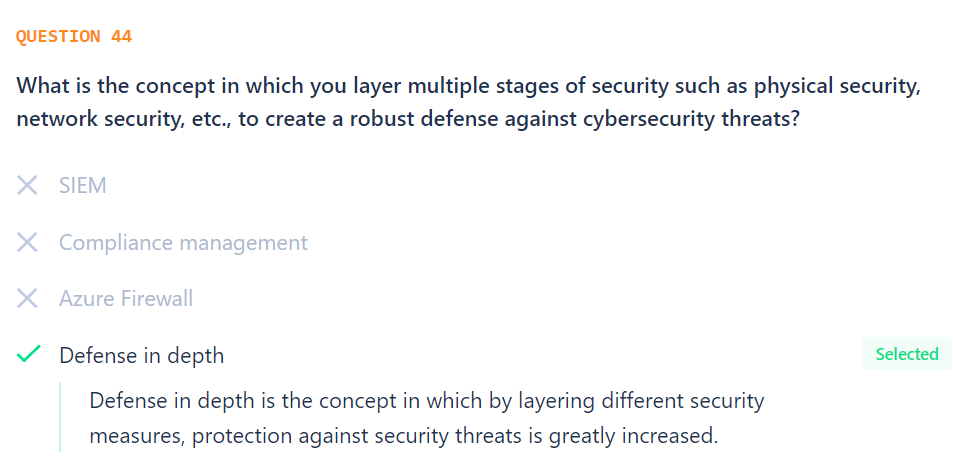 QUESTION 44
What is the concept in which you layer multiple stages of security such as physical security,
network security, etc., to create a robust defense against cybersecurity threats?
SIEM
Compliance management
Azure Firewall
Defense in depth
Selected
Defense in depth is the concept in which by layering different security
measures, protection against security threats is greatly increased.